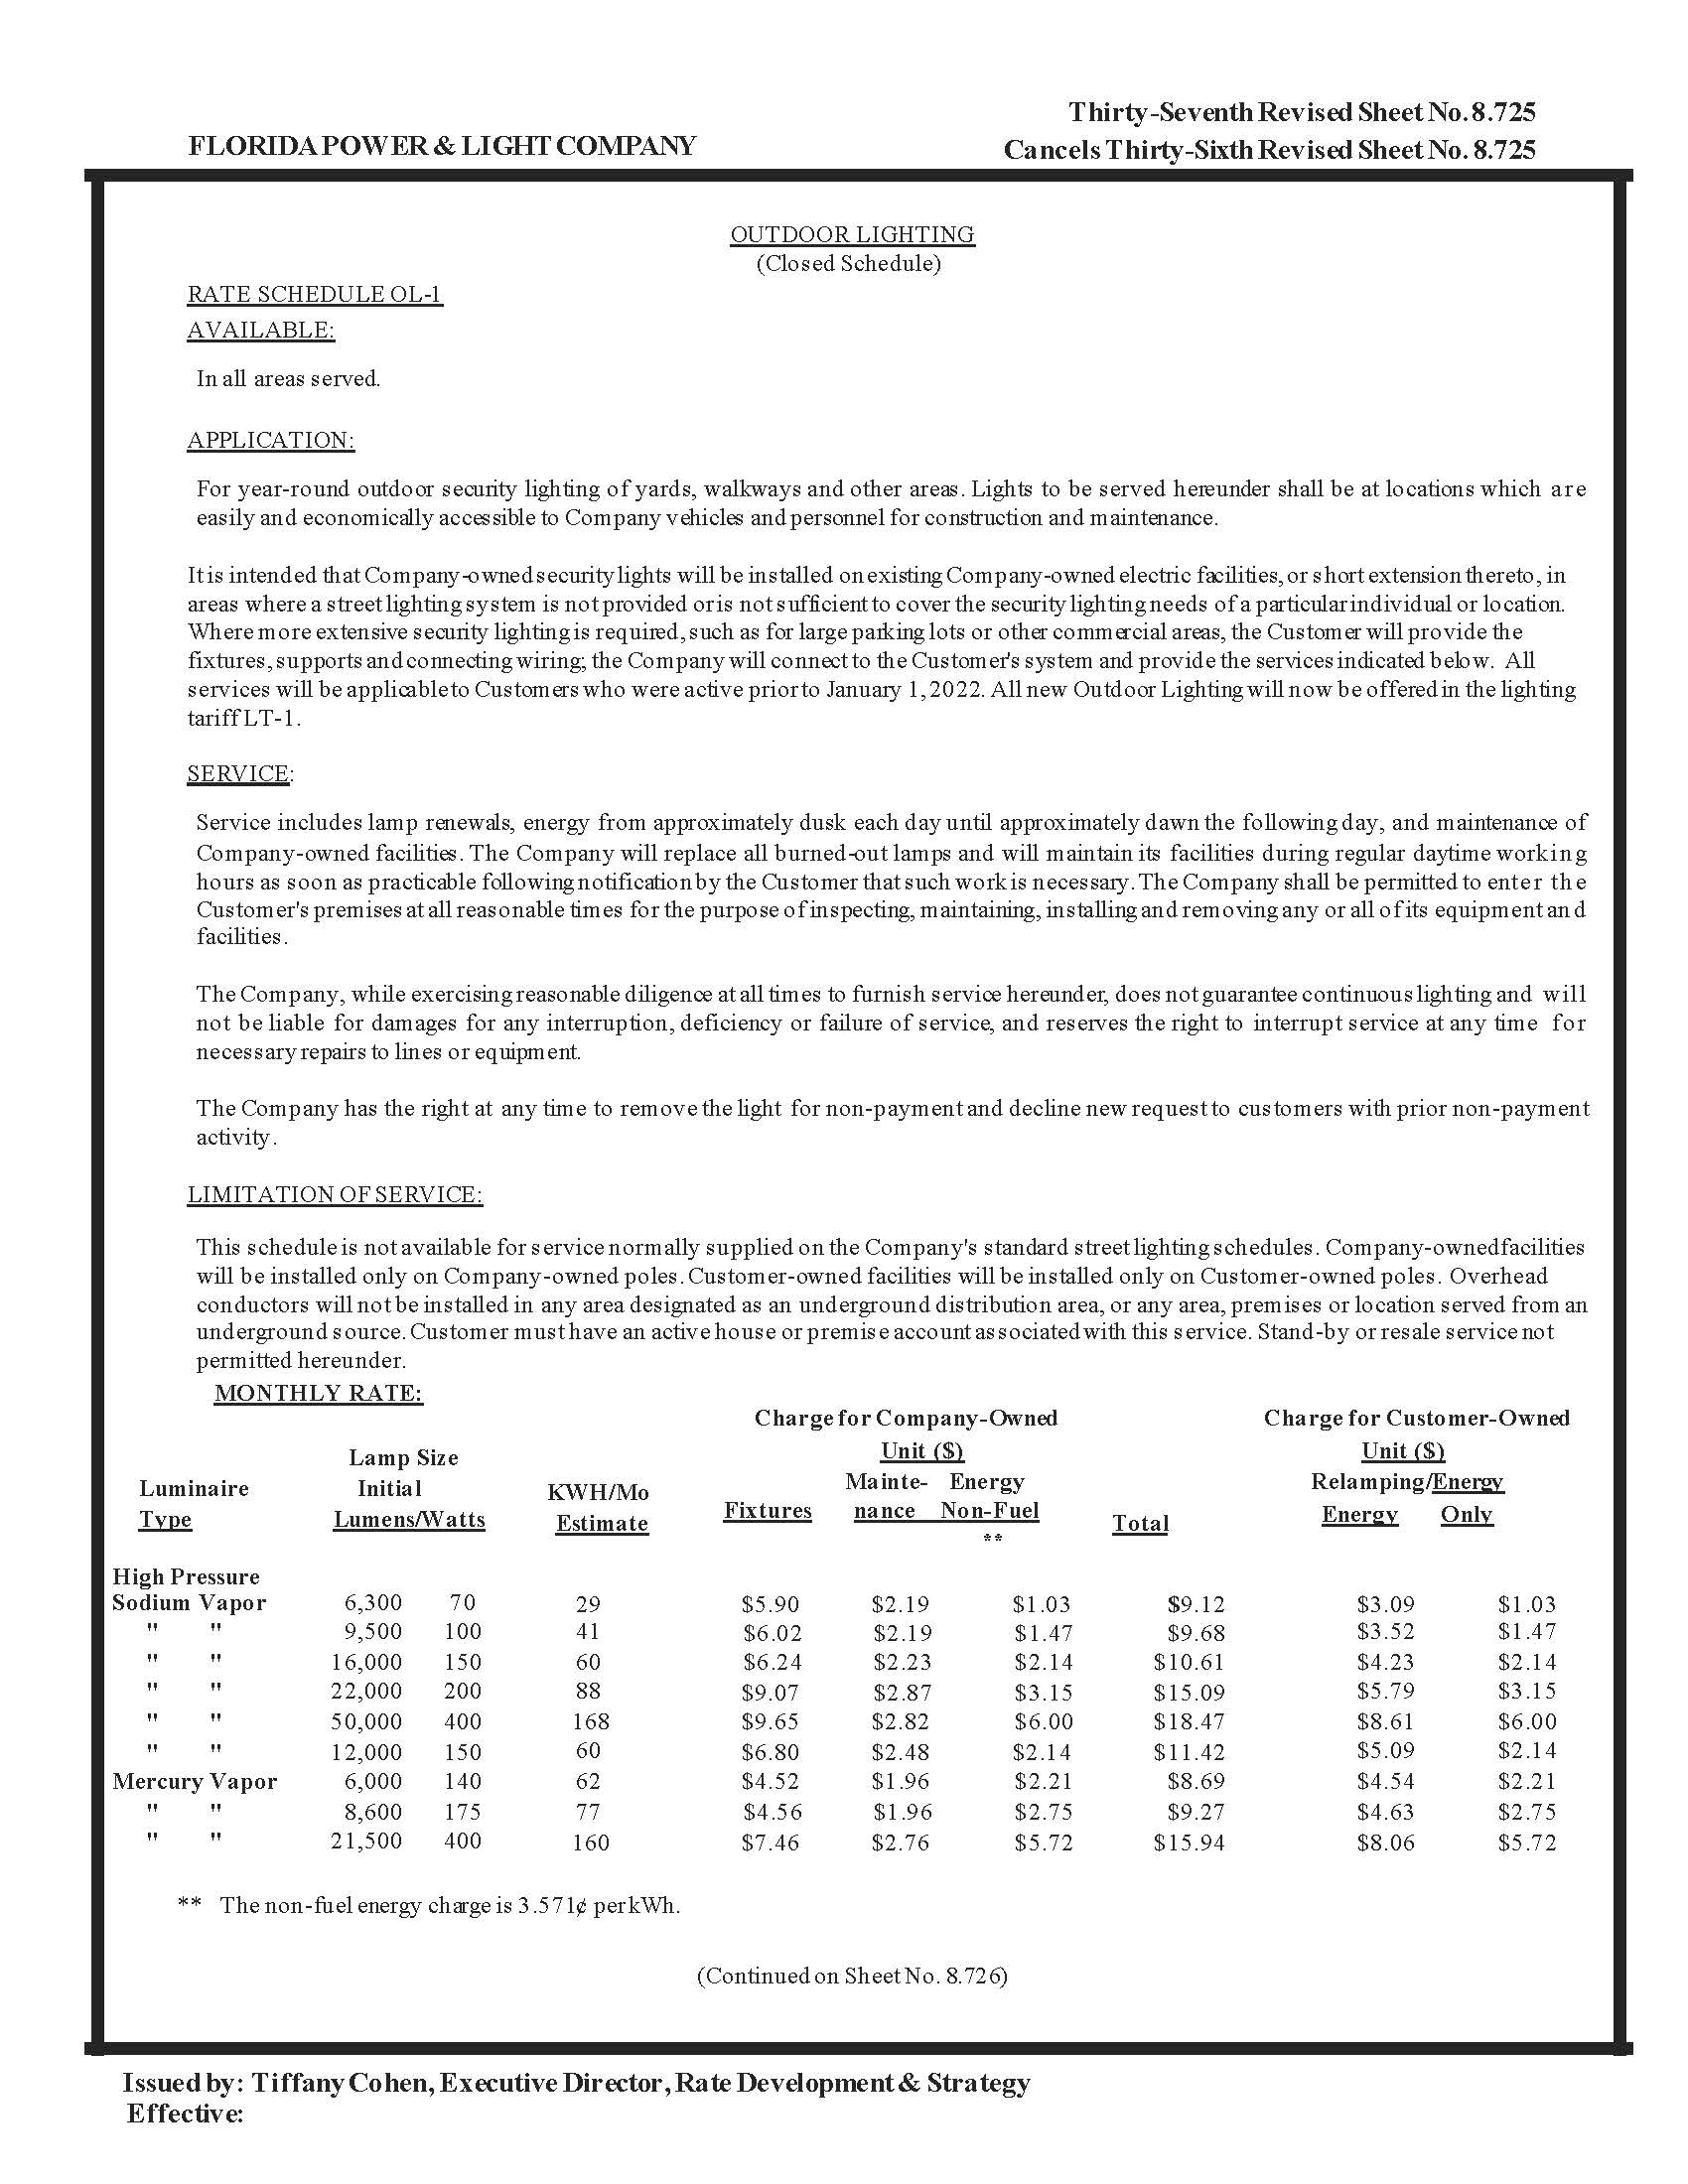 Thirty-Seventh Revised Sheet No. 8.725
FLORIDA POWER & LIGHT COMPANY
Cancels Thirty-Sixth Revised Sheet No. 8.725
OUTDOOR LIGHTING
(Closed Schedule)
RATE SCHEDULE OL-1
AVAILABLE:
In all areas served.
APPLICATION:
For year-round outdoor security lighting of yards, walkways and other areas. Lights to be served hereunder shall be at locations which are
easily and economically accessible to Company vehicles and personnel for construction and maintenance.
It is intended that Company-owned security lights will be installed on existing Company-owned electric facilities, or short extension thereto, in
areas where a street lighting system is not provided or is not sufficient to cover the security lighting needs of a particular individual or location.
Where more extensive security lighting is required, such as for large parking lots or other commercial areas, the Customer will provide the
fixtures, supports and connecting wiring; the Company will connect to the Customer's system and provide the services indicated below. All
services will be applicable to Customers who were active prior to January 1, 2022. All new Outdoor Lighting will now be offered in the lighting
tariff LT-1.
SERVICE:
Service includes lamp renewals, energy from approximately dusk each day until approximately dawn the following day, and maintenance of
Company-owned facilities. The Company will replace all burned-out lamps and will maintain its facilities during regular daytime working
hours as soon as practicable following notification by the Customer that such work is necessary. The Company shall be permitted to enter the
Customer's premises at all reasonable times for the purpose of inspecting, maintaining, installing and removing any or all of its equipment and
facilities.
The Company, while exercising reasonable diligence at all times to furnish service hereunder, does not guarantee continuous lighting and will
not be liable for damages for any interruption, deficiency or failure of service, and reserves the right to interrupt service at any time for
necessary repairs to lines or equipment.
The Company has the right at any time to remove the light for non-payment and decline new request to customers with prior non-payment
activity.
LIMITATION OF SERVICE:
This schedule is not available for service normally supplied on the Company's standard street lighting schedules. Company-owned facilities
will be installed only on Company-owned poles. Customer-owned facilities will be installed only on Customer-owned poles. Overhead
conductors will not be installed in any area designated as an underground distribution area, or any area, premises or location served from an
underground source. Customer must have an active house or premise account associated with this service. Stand-by or resale service not
permitted hereunder.
MONTHLY RATE:
Charge for Company-Owned Charge for Customer-Owned
Unit ($) Unit ($)
Lamp Size
Mainte- Energy Relamping/Energy
Luminaire Initial KWH/Mo
Fixtures nance Non-Fuel Energy Only
Type Lumens/Watts Estimate Total
**
High Pressure
Sodium Vapor 6,300 70 29 $5.90 $2.19 $1.03 $9.12 $3.09 $1.03
" " 9,500 100 41 $6.02 $2.19 $1.47 $9.68 $3.52 $1.47
" " 16,000 150 60 $6.24 $2.23 $2.14 $10.61 $4.23 $2.14
" " 22,000 200 88 $9.07 $2.87 $3.15 $15.09 $5.79 $3.15
" " 50,000 400 168 $9.65 $2.82 $6.00 $18.47 $8.61 $6.00
" " 12,000 150 60 $6.80 $2.48 $2.14 $11.42 $5.09 $2.14
Mercury Vapor 6,000 140 62 $4.52 $1.96 $2.21 $8.69 $4.54 $2.21
" " 8,600 175 77 $4.56 $1.96 $2.75 $9.27 $4.63 $2.75
" " 21,500 400 160 $7.46 $2.76 $5.72 $15.94 $8.06 $5.72
** The non-fuel energy charge is 3.571¢ per kWh.
(Continued on Sheet No. 8.726)
Issued by: Tiffany Cohen, Executive Director, Rate Development & Strategy
Effective: